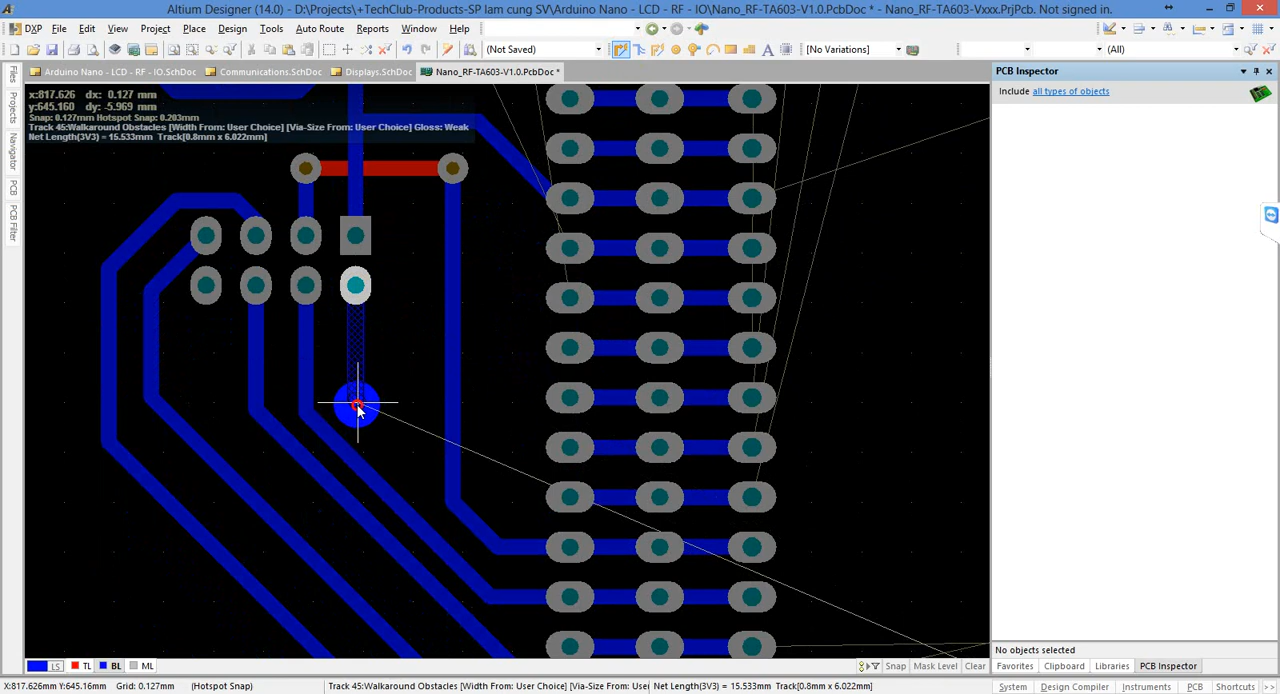 Altium Designer (14.0) - D:\Projects\+TechClub-Products-SP lam cung SV\Arduino Nano - LCD - RF - IO\Nano_RF-TA603-V1.0.PcbDoc * - Nano_RF-TA603-Vxxx.PrjPcb. Not signed in.
DXP File Edit View Project Place Design Tools Auto Route Reports Window Help
(Not Saved) [No Variations] (All)
Arduino Nano - LCD - RF - IO.SchDoc Communications.SchDoc Displays.SchDoc Nano_RF-TA603-V1.0.PcbDoc *
Files
Projects
Navigator
PCB
PCB Filter
x:817.626 dx: 0.127 mm
y:645.160 dy: -5.969 mm
Snap: 0.127mm Hotspot Snap: 0.203mm
Track 45:Walkaround Obstacles [Width From: User Choice] [Via-Size From: User Choice] Gloss: Weak
Net Length(3V3) = 15.533mm Track[0.8mm x 6.022mm]
PCB Inspector
Include all types of objects
No objects selected
LS TL BL ML Snap Mask Level Clear
Favorites Clipboard Libraries PCB Inspector
X:817.626mm Y:645.16mm Grid: 0.127mm (Hotspot Snap) Track 45:Walkaround Obstacles [Width From: User Choice] [Via-Size From: Use Net Length(3V3) = 15.533mm Track[0.8mm x 6.022mm] System Design Compiler Instruments PCB Shortcuts >>